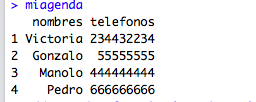 > miagenda
nombres telefonos
1 Victoria 234432234
2 Gonzalo 55555555
3 Manolo 444444444
4 Pedro 666666666